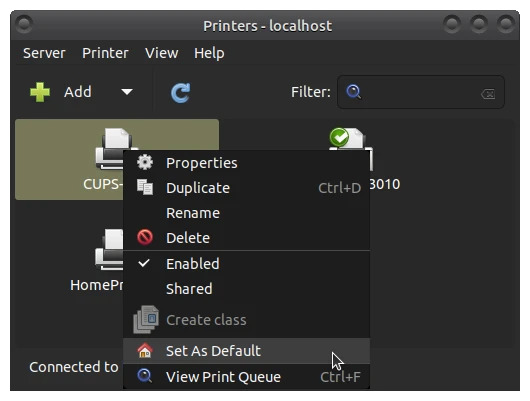 Printers - localhost
Server Printer View Help
Add Filter:
CUPS- 3010
HomePr
Properties
Duplicate Ctrl+D
Rename
Delete
Enabled
Shared
Create class
Set As Default
View Print Queue Ctrl+F
Connected to